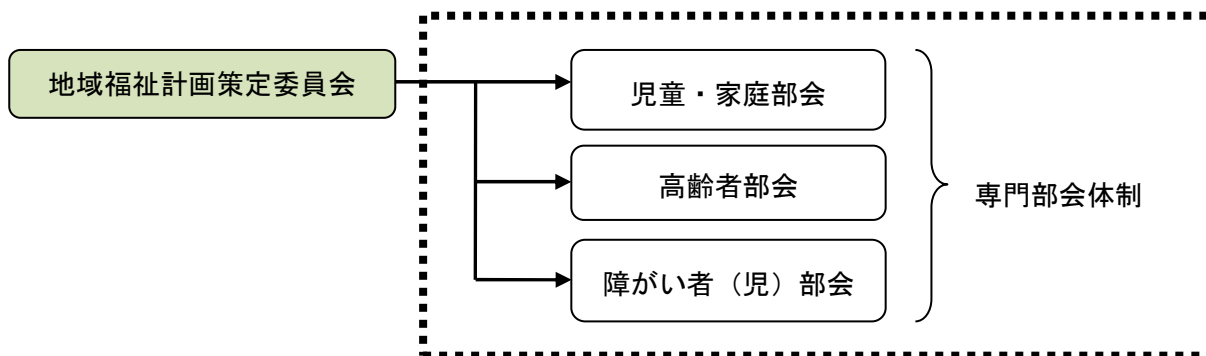 地域福祉計画策定委員会
児童・家庭部会
高齢者部会
障がい者（児）部会
専門部会体制